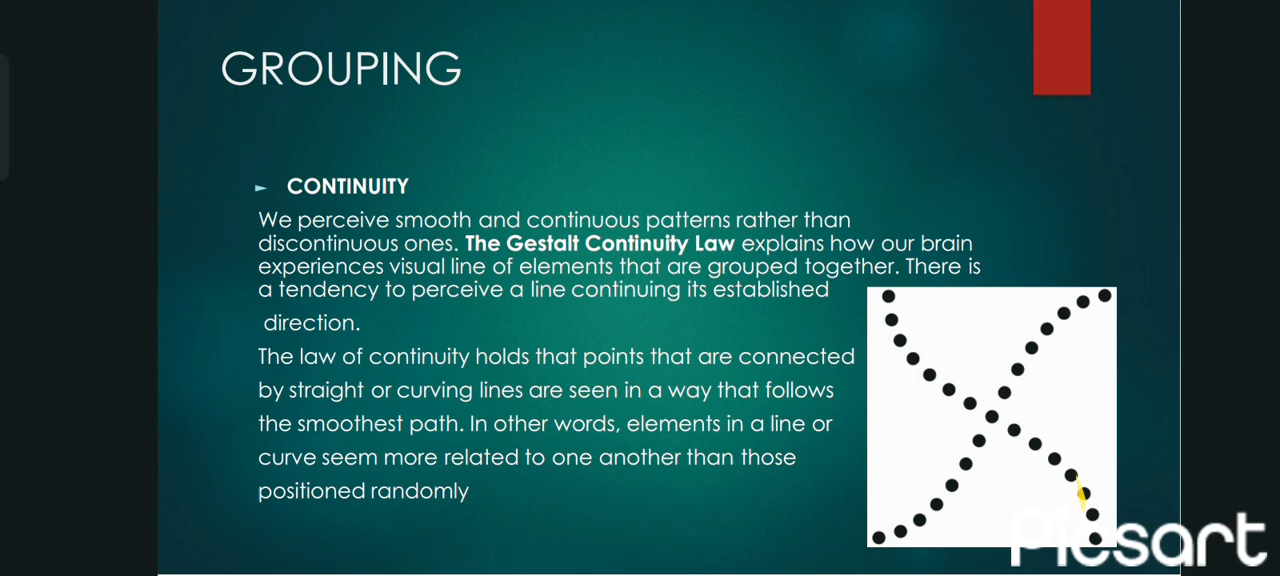 GROUPING
► CONTINUITY
We perceive smooth and continuous patterns rather than
discontinuous ones. The Gestalt Continuity Law explains how our brain
experiences visual line of elements that are grouped together. There is
a tendency to perceive a line continuing its established
direction.
The law of continuity holds that points that are connected
by straight or curving lines are seen in a way that follows
the smoothest path. In other words, elements in a line or
curve seem more related to one another than those
positioned randomly
Picsart